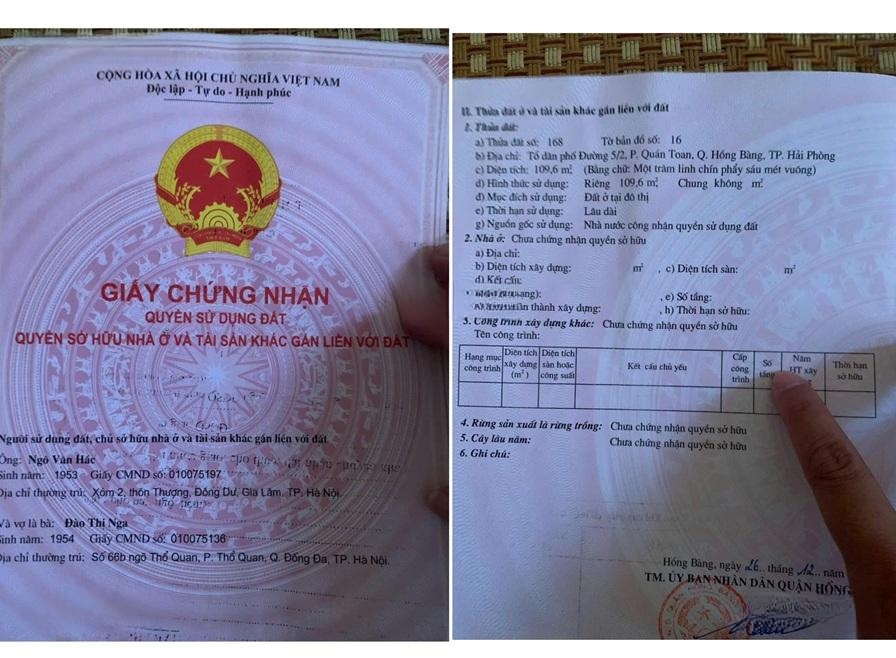 CỘNG HÒA XÃ HỘI CHỦ NGHĨA VIỆT NAM
Độc lập - Tự do - Hạnh phúc
GIẤY CHỨNG NHẬN
QUYỀN SỬ DỤNG ĐẤT
QUYỀN SỞ HỮU NHÀ Ở VÀ TÀI SẢN KHÁC GẮN LIỀN VỚI ĐẤT
Người sử dụng đất, chủ sở hữu nhà ở và tài sản khác gắn liền với đất
Ông: Ngô Văn Hắc
Sinh năm: 1953 Giấy CMND số: 010075197
Địa chỉ thường trú: Xóm 2, thôn Thượng, Đông Dư, Gia Lâm, TP. Hà Nội.
Và vợ là bà: Đào Thị Nga
Sinh năm: 1954 Giấy CMND số: 010075136
Địa chỉ thường trú: Số 66b ngõ Thổ Quan, P. Thổ Quan, Q. Đống Đa, TP. Hà Nội.
II. Thửa đất ở và tài sản khác gắn liền với đất
1. Thửa đất:
a) Thửa đất số: 168 Tờ bản đồ số: 16
b) Địa chỉ: Tổ dân phố Đường 5/2, P. Quán Toan, Q. Hồng Bàng, TP. Hải Phòng
c) Diện tích: 109,6 m² (Bằng chữ: Một trăm linh chín phẩy sáu mét vuông)
d) Hình thức sử dụng: Riêng 109,6 m² Chung không m²
đ) Mục đích sử dụng: Đất ở tại đô thị
e) Thời hạn sử dụng: Lâu dài
g) Nguồn gốc sử dụng: Nhà nước công nhận quyền sử dụng đất
2. Nhà ở: Chưa chứng nhận quyền sở hữu
a) Địa chỉ:
b) Diện tích xây dựng: m² , c) Diện tích sàn: m²
d) Kết cấu:
, e) Số tầng:
thành xây dựng: , h) Thời hạn sở hữu:
3. Công trình xây dựng khác: Chưa chứng nhận quyền sở hữu
Tên công trình:
Hạng mục công trình
Diện tích xây dựng (m²)
Diện tích sàn hoặc công suất
Kết cấu chủ yếu
Cấp công trình
Số tầng
Năm HT xây
Thời hạn sở hữu
4. Rừng sản xuất là rừng trồng: Chưa chứng nhận quyền sở hữu
5. Cây lâu năm: Chưa chứng nhận quyền sở hữu
6. Ghi chú:
Hồng Bàng, ngày 26 tháng 12 năm
TM. ỦY BAN NHÂN DÂN QUẬN HỒNG